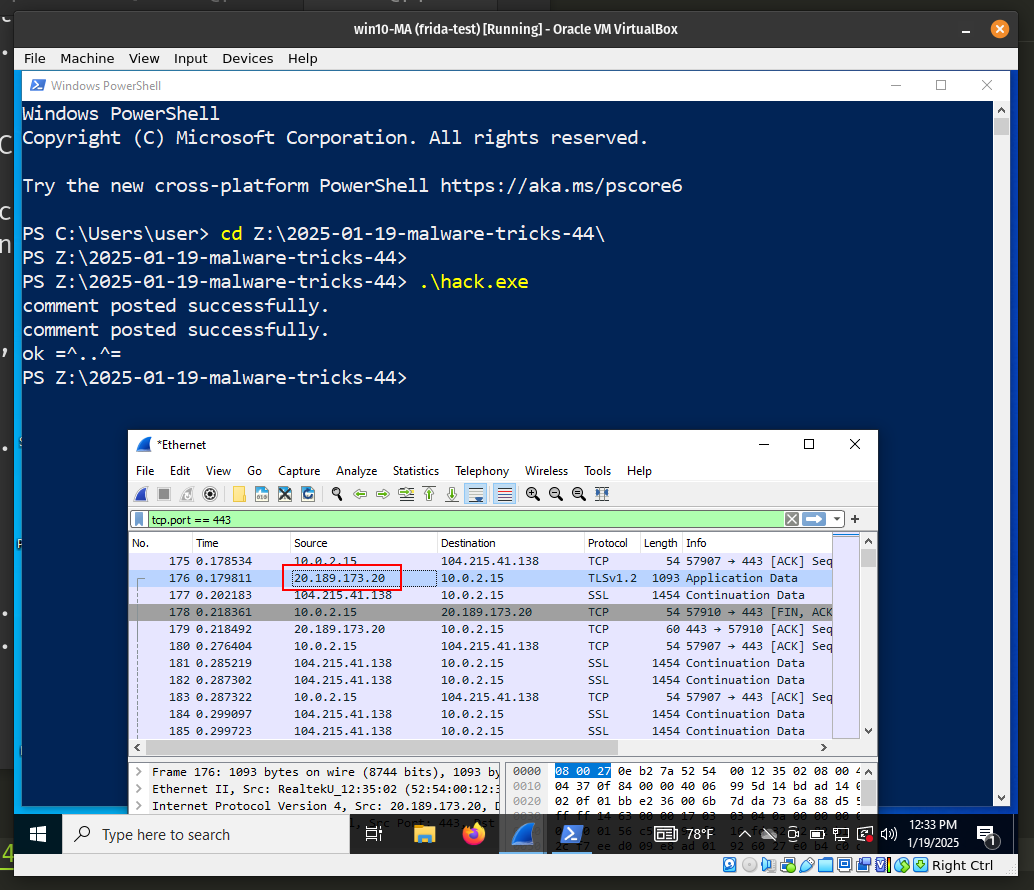 win10-MA (frida-test) [Running] - Oracle VM VirtualBox
File Machine View Input Devices Help
Windows PowerShell
Windows PowerShell
Copyright (C) Microsoft Corporation. All rights reserved.
Try the new cross-platform PowerShell https://aka.ms/pscore6
PS C:\Users\user> cd Z:\2025-01-19-malware-tricks-44\
PS Z:\2025-01-19-malware-tricks-44>
PS Z:\2025-01-19-malware-tricks-44> .\hack.exe
comment posted successfully.
comment posted successfully.
ok =^..^=
PS Z:\2025-01-19-malware-tricks-44>
*Ethernet
File Edit View Go Capture Analyze Statistics Telephony Wireless Tools Help
tcp.port == 443
No. Time Source Destination Protocol Length Info
175 0.178534 10.0.2.15 104.215.41.138 TCP 54 57907 → 443 [ACK] Seq
176 0.179811 20.189.173.20 10.0.2.15 TLSv1.2 1093 Application Data
177 0.202183 104.215.41.138 10.0.2.15 SSL 1454 Continuation Data
178 0.218361 10.0.2.15 20.189.173.20 TCP 54 57910 → 443 [FIN, ACK
179 0.218492 20.189.173.20 10.0.2.15 TCP 60 443 → 57910 [ACK] Seq
180 0.276404 10.0.2.15 104.215.41.138 TCP 54 57907 → 443 [ACK] Seq
181 0.285219 104.215.41.138 10.0.2.15 SSL 1454 Continuation Data
182 0.287302 104.215.41.138 10.0.2.15 SSL 1454 Continuation Data
183 0.287322 10.0.2.15 104.215.41.138 TCP 54 57907 → 443 [ACK] Seq
184 0.299097 104.215.41.138 10.0.2.15 SSL 1454 Continuation Data
185 0.299723 104.215.41.138 10.0.2.15 SSL 1454 Continuation Data
Frame 176: 1093 bytes on wire (8744 bits), 1093 by
Ethernet II, Src: RealtekU_12:35:02 (52:54:00:12:3
Internet Protocol Version 4, Src: 20.189.173.20, D
0000 08 00 27 0e b2 7a 52 54 00 12 35 02 08 00 4
0010 04 37 0f 84 00 00 40 06 99 5d 14 bd ad 14 0
0020 02 0f 01 bb e2 36 00 6b 7d da 73 6a 88 d5 5
Type here to search
78°F
12:33 PM
1/19/2025
1
Right Ctrl